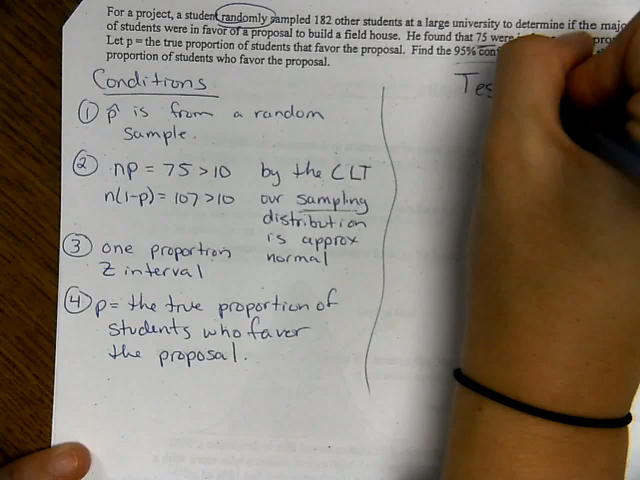 For a project, a student randomly sampled 182 other students at a large university to determine if the majo
of students were in favor of a proposal to build a field house. He found that 75 were
Let p = the true proportion of students that favor the proposal. Find the 95% conf
proportion of students who favor the proposal.
Conditions
Tes
① p̂ is from a random
sample.
② np = 75 > 10 by the CLT
n(1-p) = 107 > 10 our sampling
distribution
is approx
normal
③ one proportion
Z interval
④ p = the true proportion of
students who favor
the proposal.